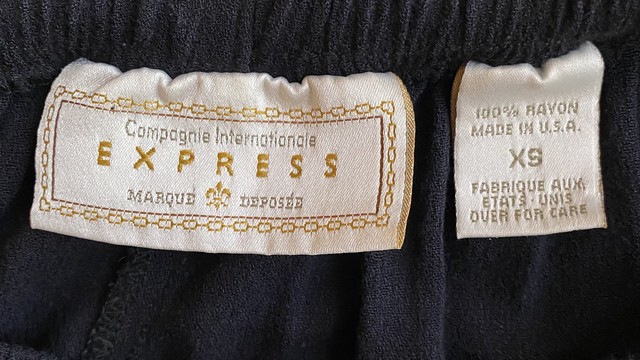 Compagnie Internationale
EXPRESS
MARQUE DEPOSÉE
100% RAYON
MADE IN U.S.A.
XS
FABRIQUE AUX
ETATS-UNIS
OVER FOR CARE